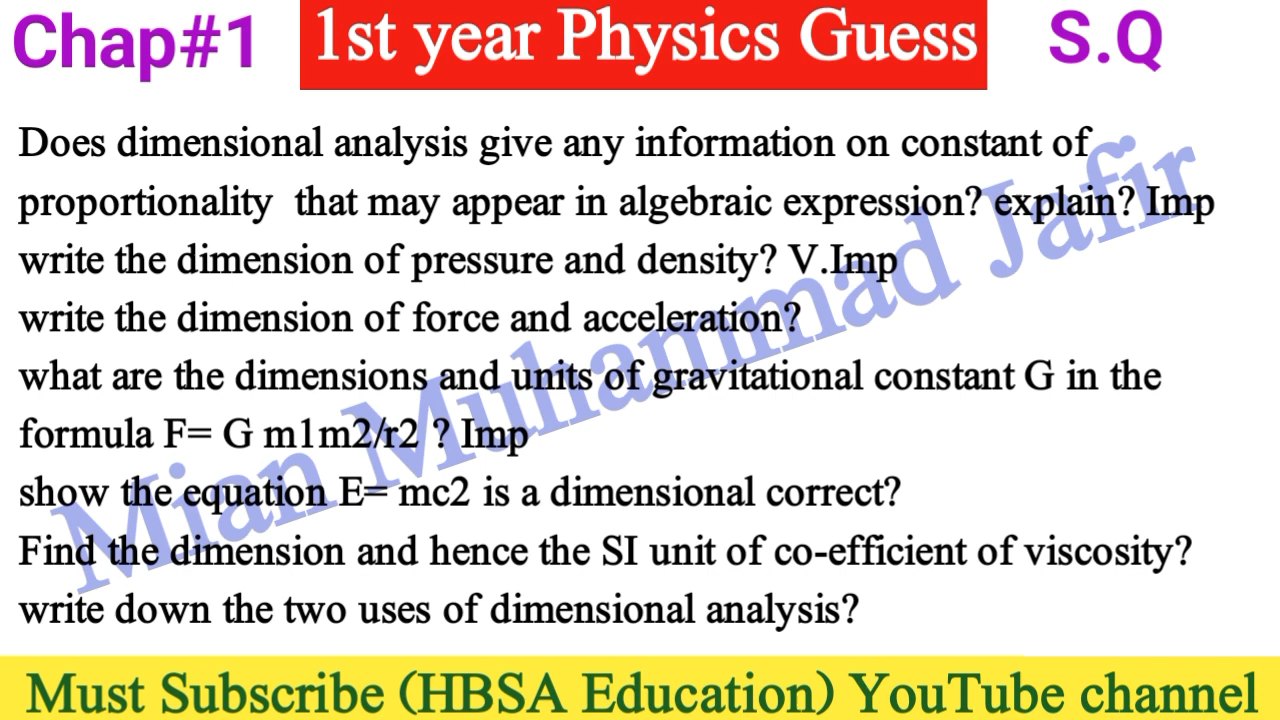 Chap#1 1st year Physics Guess S.Q
Does dimensional analysis give any information on constant of
proportionality that may appear in algebraic expression? explain? Imp
write the dimension of pressure and density? V.Imp
write the dimension of force and acceleration?
what are the dimensions and units of gravitational constant G in the
formula F= G m1m2/r2 ? Imp
show the equation E= mc2 is a dimensional correct?
Find the dimension and hence the SI unit of co-efficient of viscosity?
write down the two uses of dimensional analysis?
Mian Muhammad Jafir
Must Subscribe (HBSA Education) YouTube channel